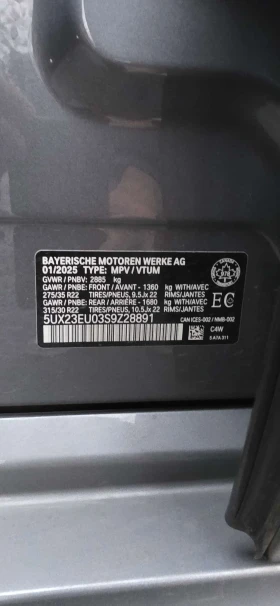 BAYERISCHE MOTOREN WERKE AG
01/2025 TYPE: MPV / VTUM
GVWR / PNBV: 2885 kg
GAWR / PNBE: FRONT / AVANT - 1360 kg WITH/AVEC
275/35 R22 TIRES/PNEUS, 9.5Jx 22 RIMS/JANTES
GAWR / PNBE: REAR / ARRIÈRE - 1680 kg WITH/AVEC
315/30 R22 TIRES/PNEUS, 10.5Jx 22 RIMS/JANTES
5UX23EU03S9Z28891
EC
CAN ICES-002 / NMB-002
C4W